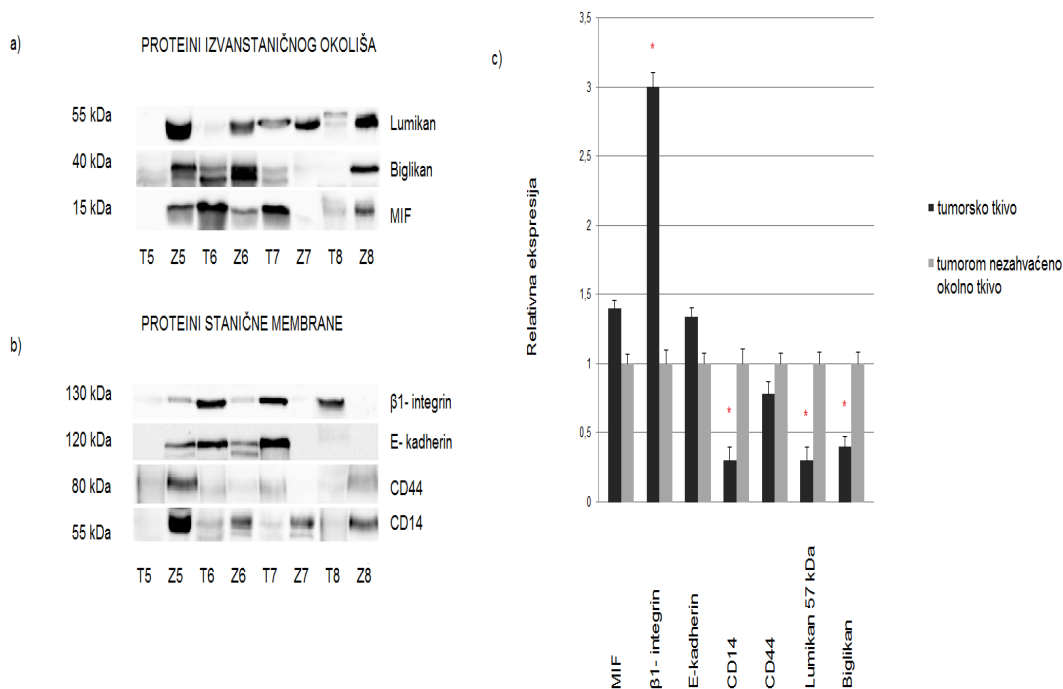 a)
PROTEINI IZVANSTANIČNOG OKOLIŠA
55 kDa
Lumikan
40 kDa
Biglikan
15 kDa
MIF
T5 Z5 T6 Z6 T7 Z7 T8 Z8
b)
PROTEINI STANIČNE MEMBRANE
130 kDa
β1- integrin
120 kDa
E- kadherin
80 kDa
CD44
55 kDa
CD14
T5 Z5 T6 Z6 T7 Z7 T8 Z8
c)
Relativna ekspresija
3,5
3
2,5
2
1,5
1
0,5
0
*
*
*
*
MIF
β1- integrin
E-kadherin
CD14
CD44
Lumikan 57 kDa
Biglikan
tumorsko tkivo
tumorom nezahvaćeno
okolno tkivo